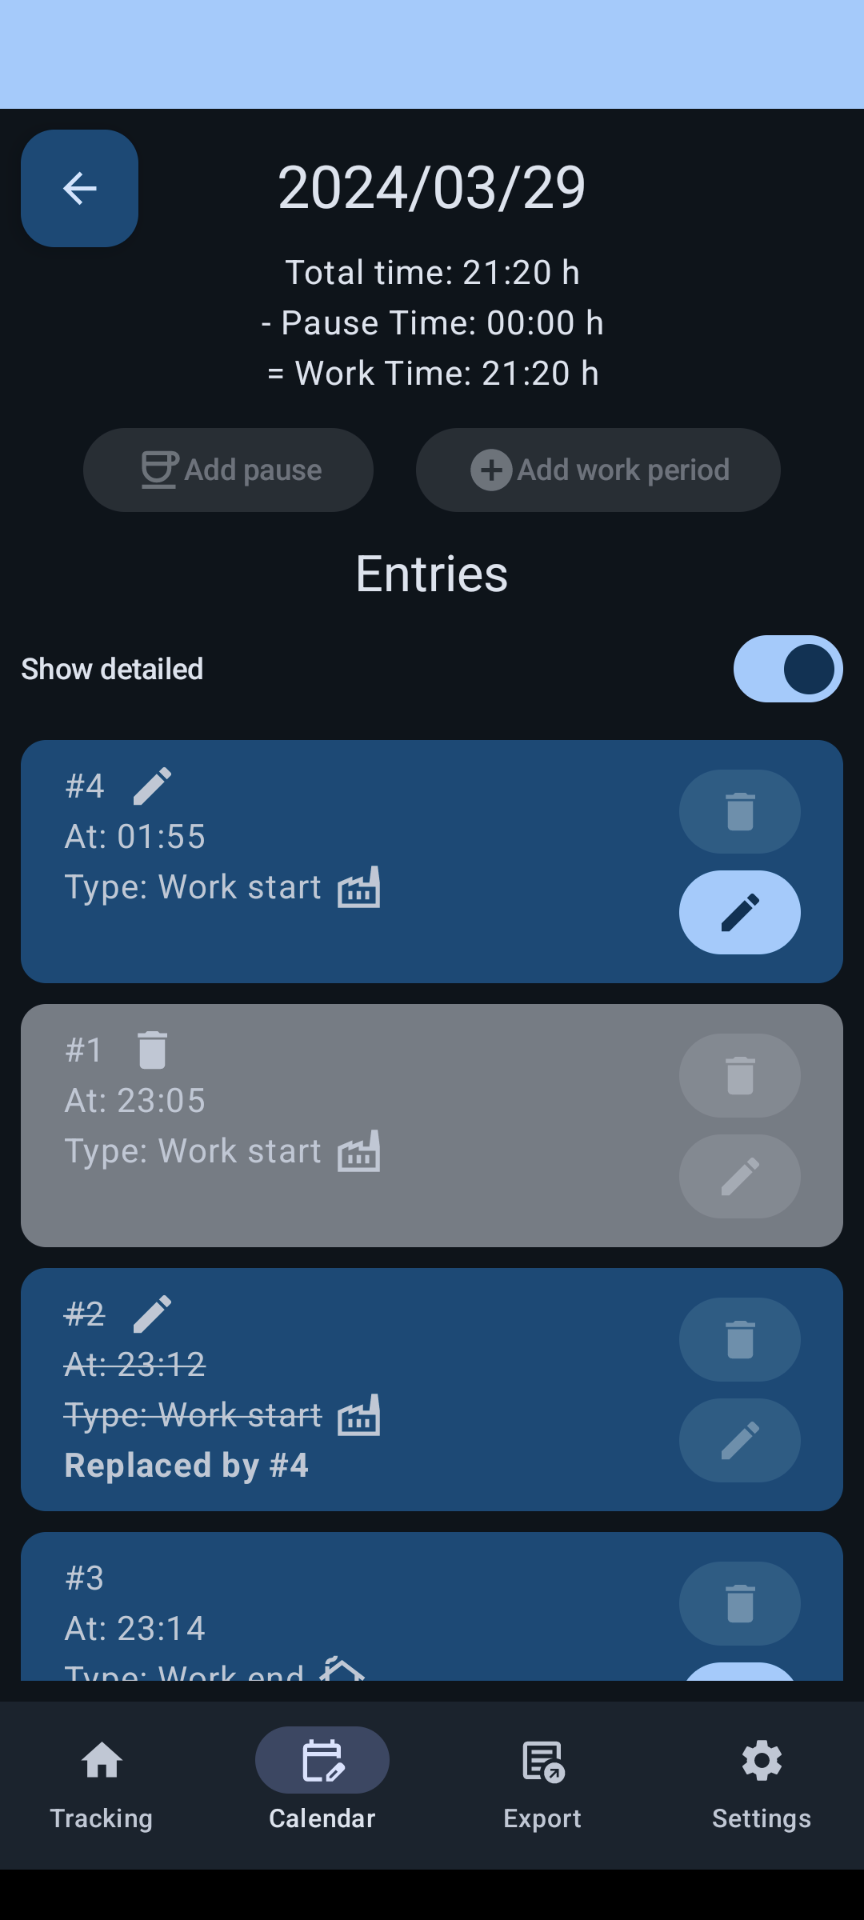 2024/03/29
Total time: 21:20 h
- Pause Time: 00:00 h
= Work Time: 21:20 h
Add pause
Add work period
Entries
Show detailed
#4
At: 01:55
Type: Work start
#1
At: 23:05
Type: Work start
#2
At: 23:12
Type: Work start
Replaced by #4
#3
At: 23:14
Type: Work end
Tracking
Calendar
Export
Settings